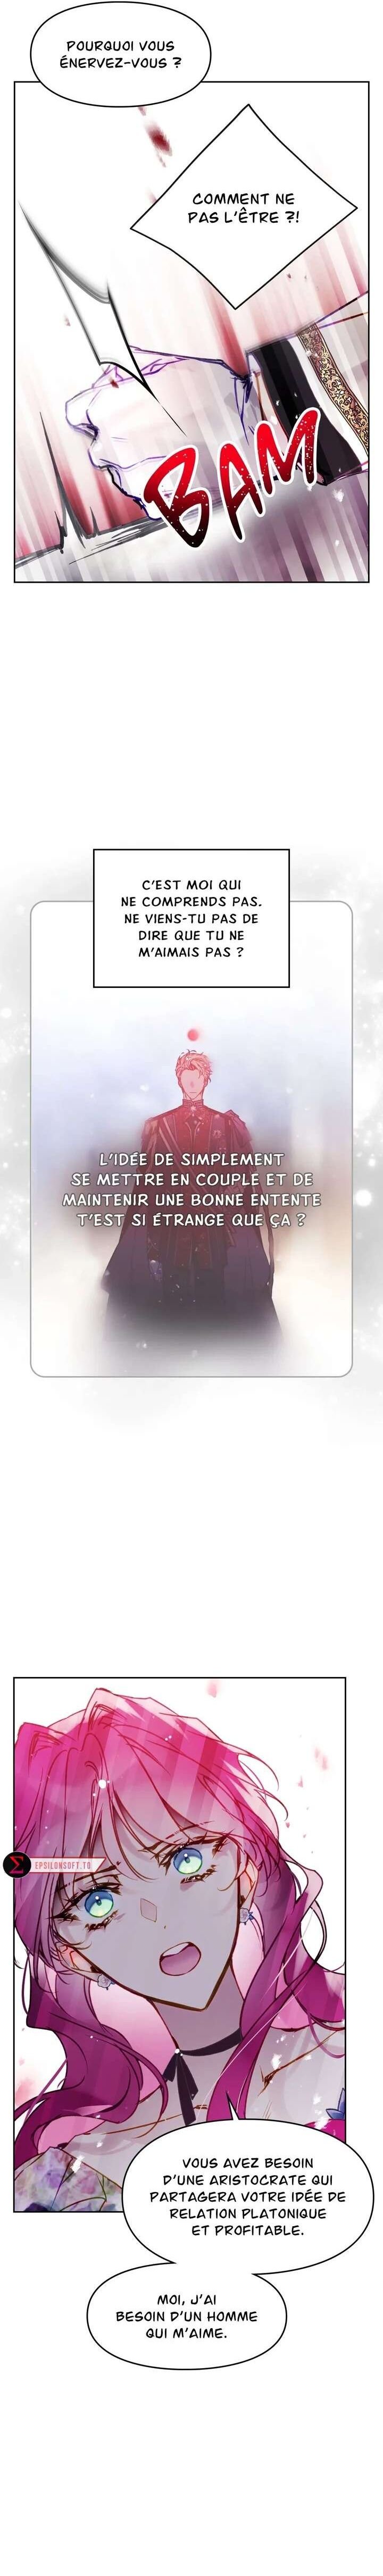 POURQUOI VOUS
ÉNERVEZ-VOUS ?
COMMENT NE
PAS L'ÊTRE ?!
BAM
C'EST MOI QUI
NE COMPRENDS PAS.
NE VIENS-TU PAS DE
DIRE QUE TU NE
M'AIMAIS PAS ?
L'IDÉE DE SIMPLEMENT
SE METTRE EN COUPLE ET DE
MAINTENIR UNE BONNE ENTENTE
T'EST SI ÉTRANGE QUE ÇA ?
Σ EPSILONSOFT.TO
VOUS AVEZ BESOIN
D'UNE ARISTOCRATE QUI
PARTAGERA VOTRE IDÉE DE
RELATION PLATONIQUE
ET PROFITABLE.
MOI, J'AI
BESOIN D'UN HOMME
QUI M'AIME.